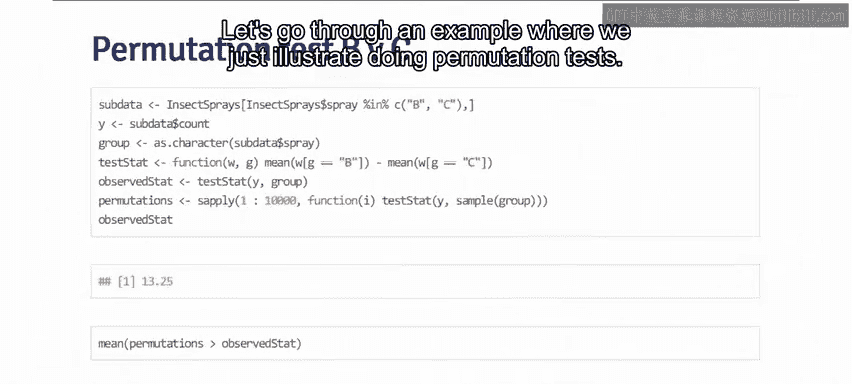 Let's go through an example where we
just illustrate doing permutation tests.
Permutation test B v C
subdata <- InsectSprays[InsectSprays$spray %in% c("B", "C"),]
y <- subdata$count
group <- as.character(subdata$spray)
testStat <- function(w, g) mean(w[g == "B"]) - mean(w[g == "C"])
observedStat <- testStat(y, group)
permutations <- sapply(1 : 10000, function(i) testStat(y, sample(group)))
observedStat
## [1] 13.25
mean(permutations > observedStat)